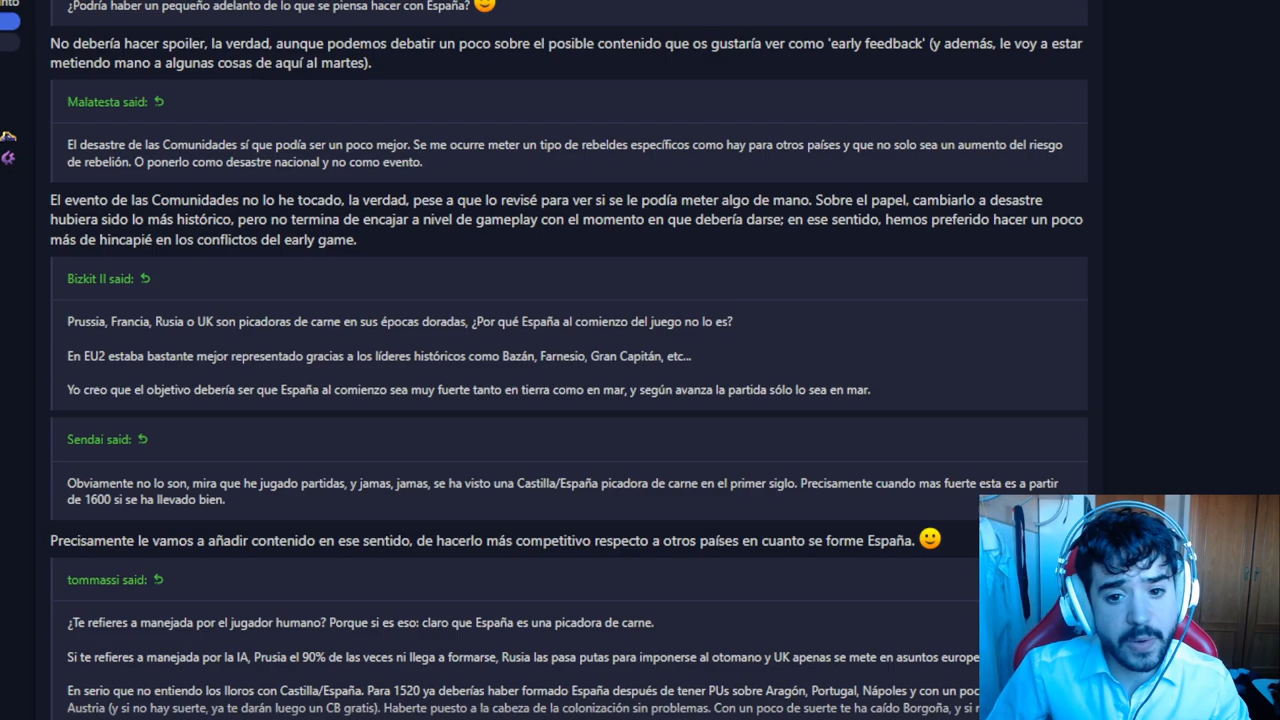 into
¿Podría haber un pequeño adelanto de lo que se piensa hacer con España?
No debería hacer spoiler, la verdad, aunque podemos debatir un poco sobre el posible contenido que os gustaría ver como 'early feedback' (y además, le voy a estar
metiendo mano a algunas cosas de aquí al martes).
Malatesta said:
El desastre de las Comunidades sí que podía ser un poco mejor. Se me ocurre meter un tipo de rebeldes específicos como hay para otros países y que no solo sea un aumento del riesgo
de rebelión. O ponerlo como desastre nacional y no como evento.
El evento de las Comunidades no lo he tocado, la verdad, pese a que lo revisé para ver si se le podía meter algo de mano. Sobre el papel, cambiarlo a desastre
hubiera sido lo más histórico, pero no termina de encajar a nivel de gameplay con el momento en que debería darse; en ese sentido, hemos preferido hacer un poco
más de hincapié en los conflictos del early game.
Bizkit II said:
Prussia, Francia, Rusia o UK son picadoras de carne en sus épocas doradas, ¿Por qué España al comienzo del juego no lo es?
En EU2 estaba bastante mejor representado gracias a los líderes históricos como Bazán, Farnesio, Gran Capitán, etc...
Yo creo que el objetivo debería ser que España al comienzo sea muy fuerte tanto en tierra como en mar, y según avanza la partida sólo lo sea en mar.
Sendai said:
Obviamente no lo son, mira que he jugado partidas, y jamas, jamas, se ha visto una Castilla/España picadora de carne en el primer siglo. Precisamente cuando mas fuerte esta es a partir
de 1600 si se ha llevado bien.
Precisamente le vamos a añadir contenido en ese sentido, de hacerlo más competitivo respecto a otros países en cuanto se forme España.
tommassi said:
¿Te refieres a manejada por el jugador humano? Porque si es eso: claro que España es una picadora de carne.
Si te refieres a manejada por la IA, Prusia el 90% de las veces ni llega a formarse, Rusia las pasa putas para imponerse al otomano y UK apenas se mete en asuntos europe
En serio que no entiendo los lloros con Castilla/España. Para 1520 ya deberías haber formado España después de tener PUs sobre Aragón, Portugal, Nápoles y con un poc
Austria (y si no hay suerte, ya te darán luego un CB gratis). Haberte puesto a la cabeza de la colonización sin problemas. Con un poco de suerte te ha caído Borgoña, y si n